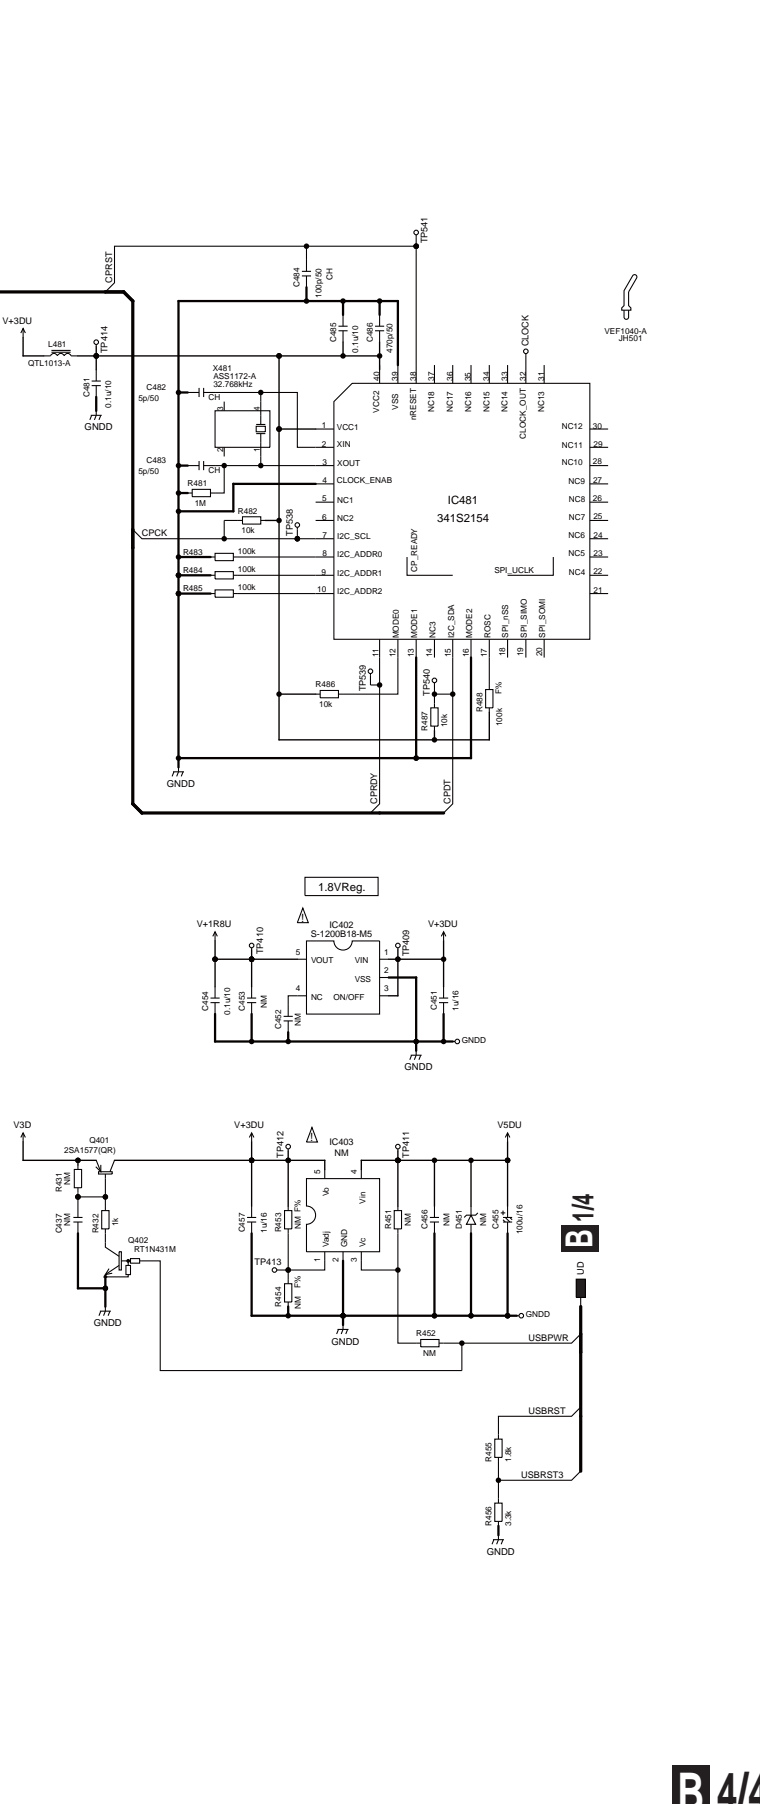 TP541
CPRST
C484
100p/50
CH
V+3DU
L481
QTL1013-A
TP414
C481
0.1u/10
GNDD
C485
0.1u/10
C486
470p/50
CLOCK
VEF1040-A
JH501
X481
ASS1172-A
32.768kHz
C482
5p/50
CH
3
4
2
1
C483
5p/50
CH
R481
1M
R482
10k
TP538
CPCK
R483
100k
R484
100k
R485
100k
40
39
38
37
36
35
34
33
32
31
VCC2
VSS
nRESET
NC18
NC17
NC16
NC15
NC14
CLOCK_OUT
NC13
1 VCC1
2 XIN
3 XOUT
4 CLOCK_ENAB
5 NC1
6 NC2
7 I2C_SCL
8 I2C_ADDR0
9 I2C_ADDR1
10 I2C_ADDR2
NC12 30
NC11 29
NC10 28
NC9 27
NC8 26
NC7 25
NC6 24
NC5 23
NC4 22
21
IC481
341S2154
CP_READY
SPI_UCLK
MODE0
MODE1
NC3
I2C_SDA
MODE2
ROSC
SPI_nSS
SPI_SIMO
SPI_SOMI
11
12
13
14
15
16
17
18
19
20
TP539
TP540
R486
10k
R487
10k
R488
100k
F%
GNDD
CPRDY
CPDT
1.8VReg.
V+1R8U
TP410
IC402
S-1200B18-M5
TP409
V+3DU
5 VOUT
VIN 1
VSS 2
4 NC
ON/OFF 3
C454
0.1u/10
C453
NM
C452
NM
C451
1u/16
GNDD
GNDD
V3D
Q401
2SA1577(QR)
R431
NM
C437
NM
R432
1k
Q402
RT1N431M
GNDD
V+3DU
TP412
IC403
NM
TP411
V5DU
5
4
Vo
Vin
Vadj
GND
Vc
1
2
3
C457
1u/16
R453
NM
F%
TP413
R454
NM
F%
R451
NM
C456
NM
D451
NM
C455
+
100u/16
GNDD
GNDD
R452
NM
B 1/4
UD
USBPWR
USBRST
R455
1.8k
USBRST3
R456
3.3k
GNDD
B 4/4